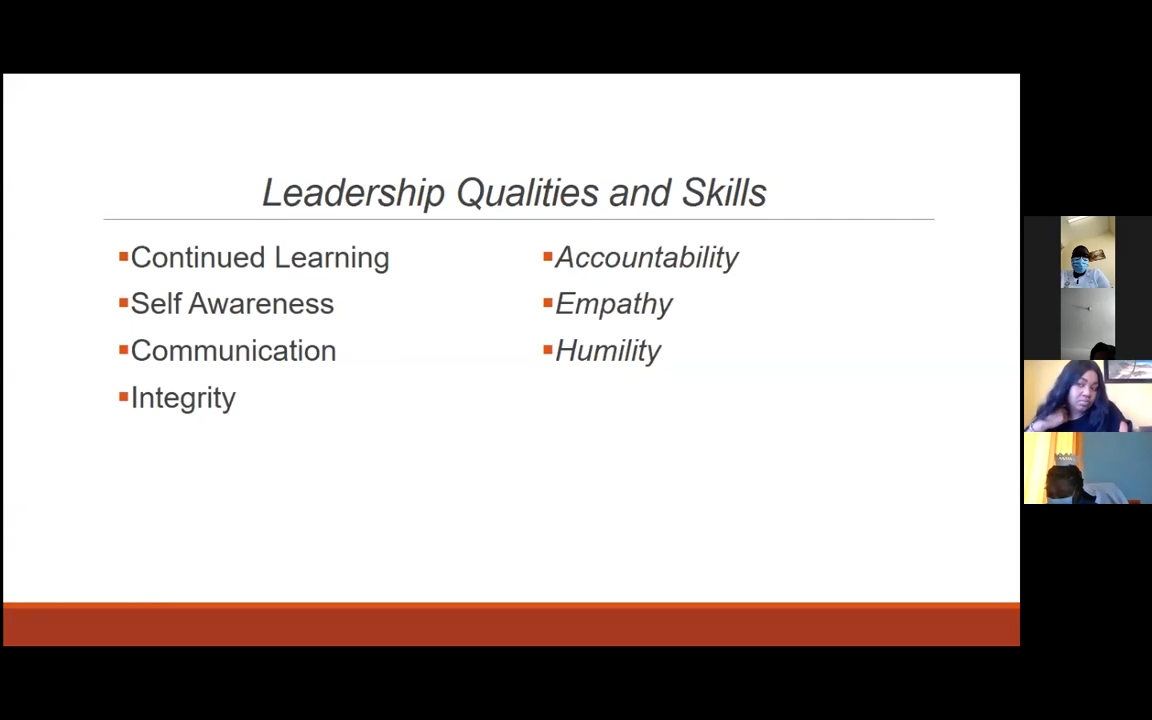 Leadership Qualities and Skills
Continued Learning
Self Awareness
Communication
Integrity
Accountability
Empathy
Humility